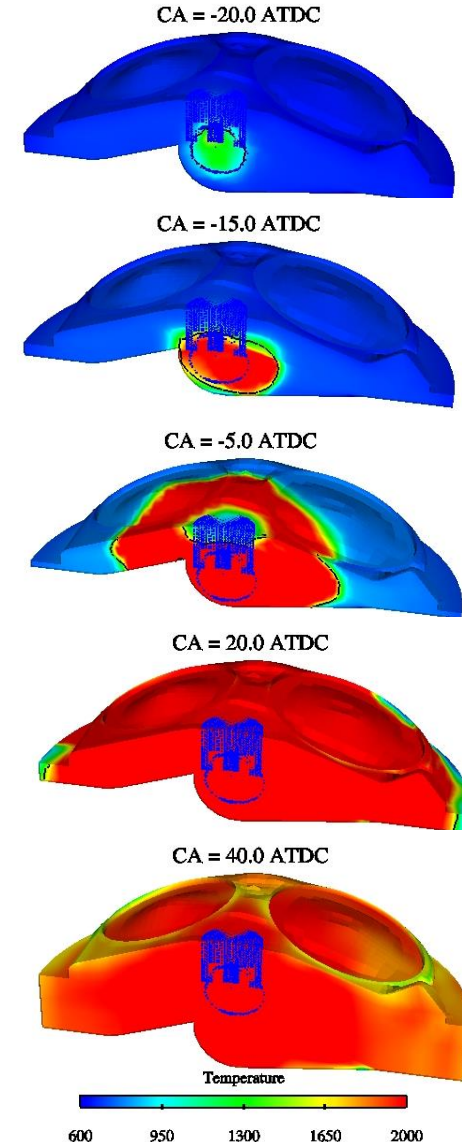 CA = -20.0 ATDC
CA = -15.0 ATDC
CA = -5.0 ATDC
CA = 20.0 ATDC
CA = 40.0 ATDC
Temperature
600 950 1300 1650 2000